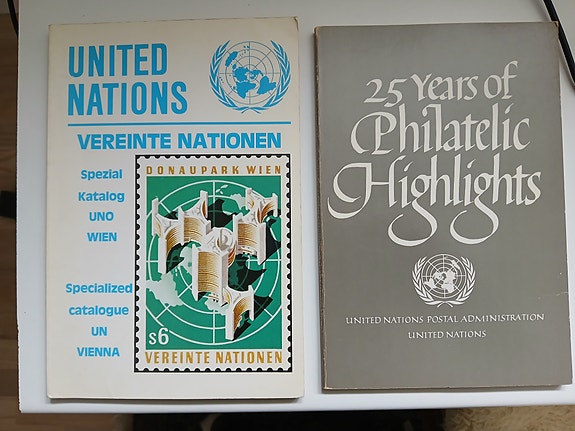 UNITED
NATIONS
VEREINTE NATIONEN
Spezial
Katalog
UNO
WIEN
Specialized
catalogue
UN
VIENNA
DONAUPARK WIEN
s6
VEREINTE NATIONEN
25 Years of
Philatelic
Highlights
UNITED NATIONS POSTAL ADMINISTRATION
UNITED NATIONS